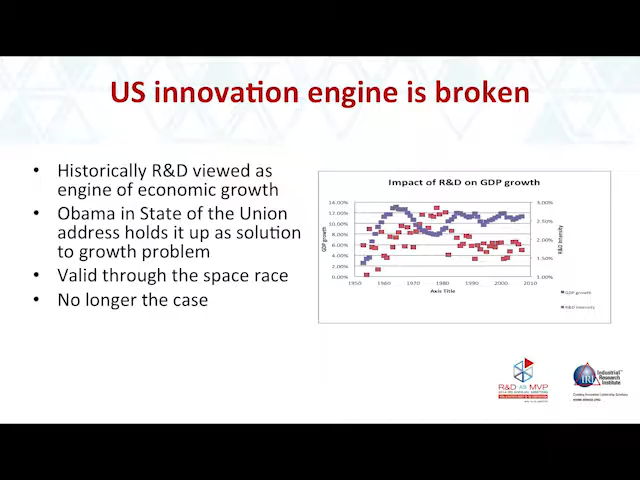 US innovation engine is broken
• Historically R&D viewed as
engine of economic growth
• Obama in State of the Union
address holds it up as solution
to growth problem
• Valid through the space race
• No longer the case
Impact of R&D on GDP growth
14.00%
12.00%
10.00%
8.00%
6.00%
4.00%
2.00%
0.00%
GDP growth
3.00%
2.50%
2.00%
1.50%
1.00%
R&D Intensity
1950 1960 1970 1980 1990 2000 2010
Axis Title
GDP growth
R&D Intensity
R&D AS MVP
IRI
Industrial
Research
Institute